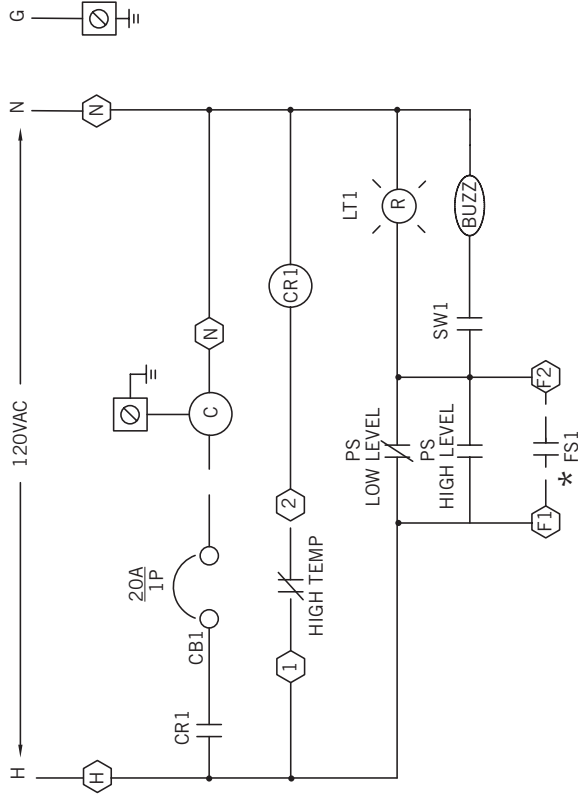 H 120VAC N G
H N
20A
1P
CR1 CB1 C N
HIGH TEMP
1 2 CR1
LT1
PS
LOW LEVEL
R
PS
HIGH LEVEL
SW1 BUZZ
F1 * FS1 F2